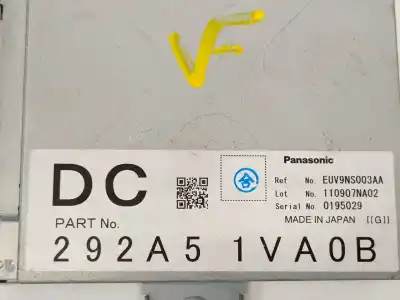 VF
DC
Panasonic
合
Ref No. EUV9NS003AA
Lot No. 110907NA02
Serial No. 0195029
MADE IN JAPAN [[G]]
PART No.
292A5 1VA0B